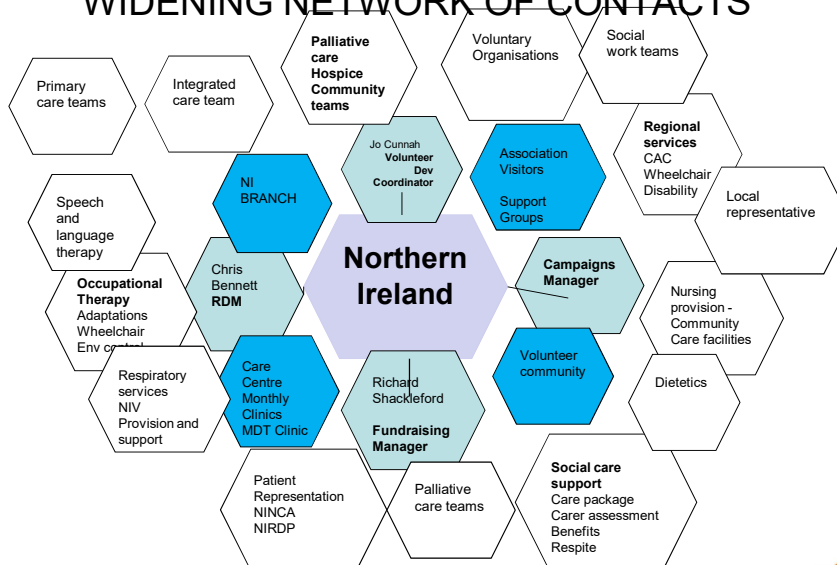 WIDENING NETWORK OF CONTACTS
Palliative
care
Hospice
Community
teams
Voluntary
Organisations
Social
work teams
Primary
care teams
Integrated
care team
Regional
services
CAC
Wheelchair
Disability
Jo Cunnah
Volunteer
Dev
Coordinator
Association
Visitors
Support
Groups
NI
BRANCH
Local
representative
Speech
and
language
therapy
Northern
Ireland
Chris
Bennett
RDM
Campaigns
Manager
Occupational
Therapy
Adaptations
Wheelchair
Env control
Nursing
provision -
Community
Care facilities
Respiratory
services
NIV
Provision and
support
Care
Centre
Monthly
Clinics
MDT Clinic
Richard
Shackleford
Fundraising
Manager
Volunteer
community
Dietetics
Patient
Representation
NINCA
NIRDP
Palliative
care teams
Social care
support
Care package
Carer assessment
Benefits
Respite